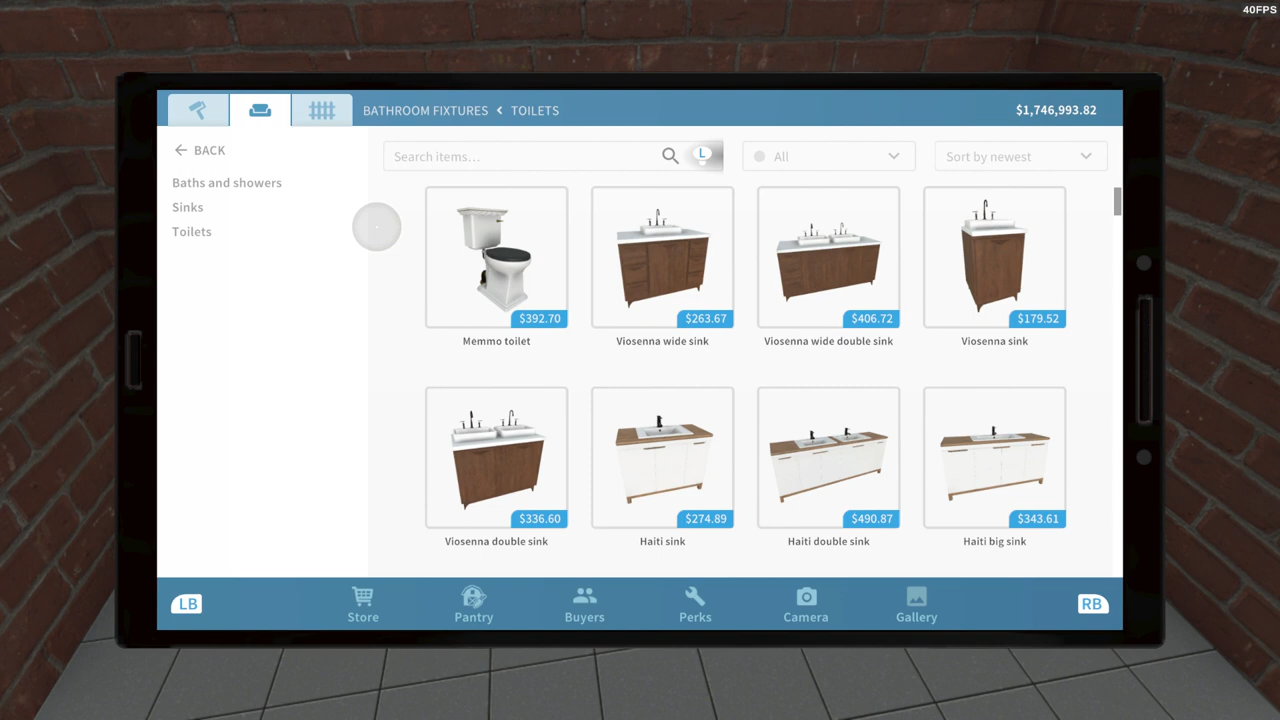 40FPS
BATHROOM FIXTURES < TOILETS
$1,746,993.82
BACK
Search items...
L
All
Sort by newest
Baths and showers
Sinks
Toilets
$392.70
$263.67
$406.72
$179.52
Memmo toilet
Viosenna wide sink
Viosenna wide double sink
Viosenna sink
$336.60
$274.89
$490.87
$343.61
Viosenna double sink
Haiti sink
Haiti double sink
Haiti big sink
LB
Store
Pantry
Buyers
Perks
Camera
Gallery
RB